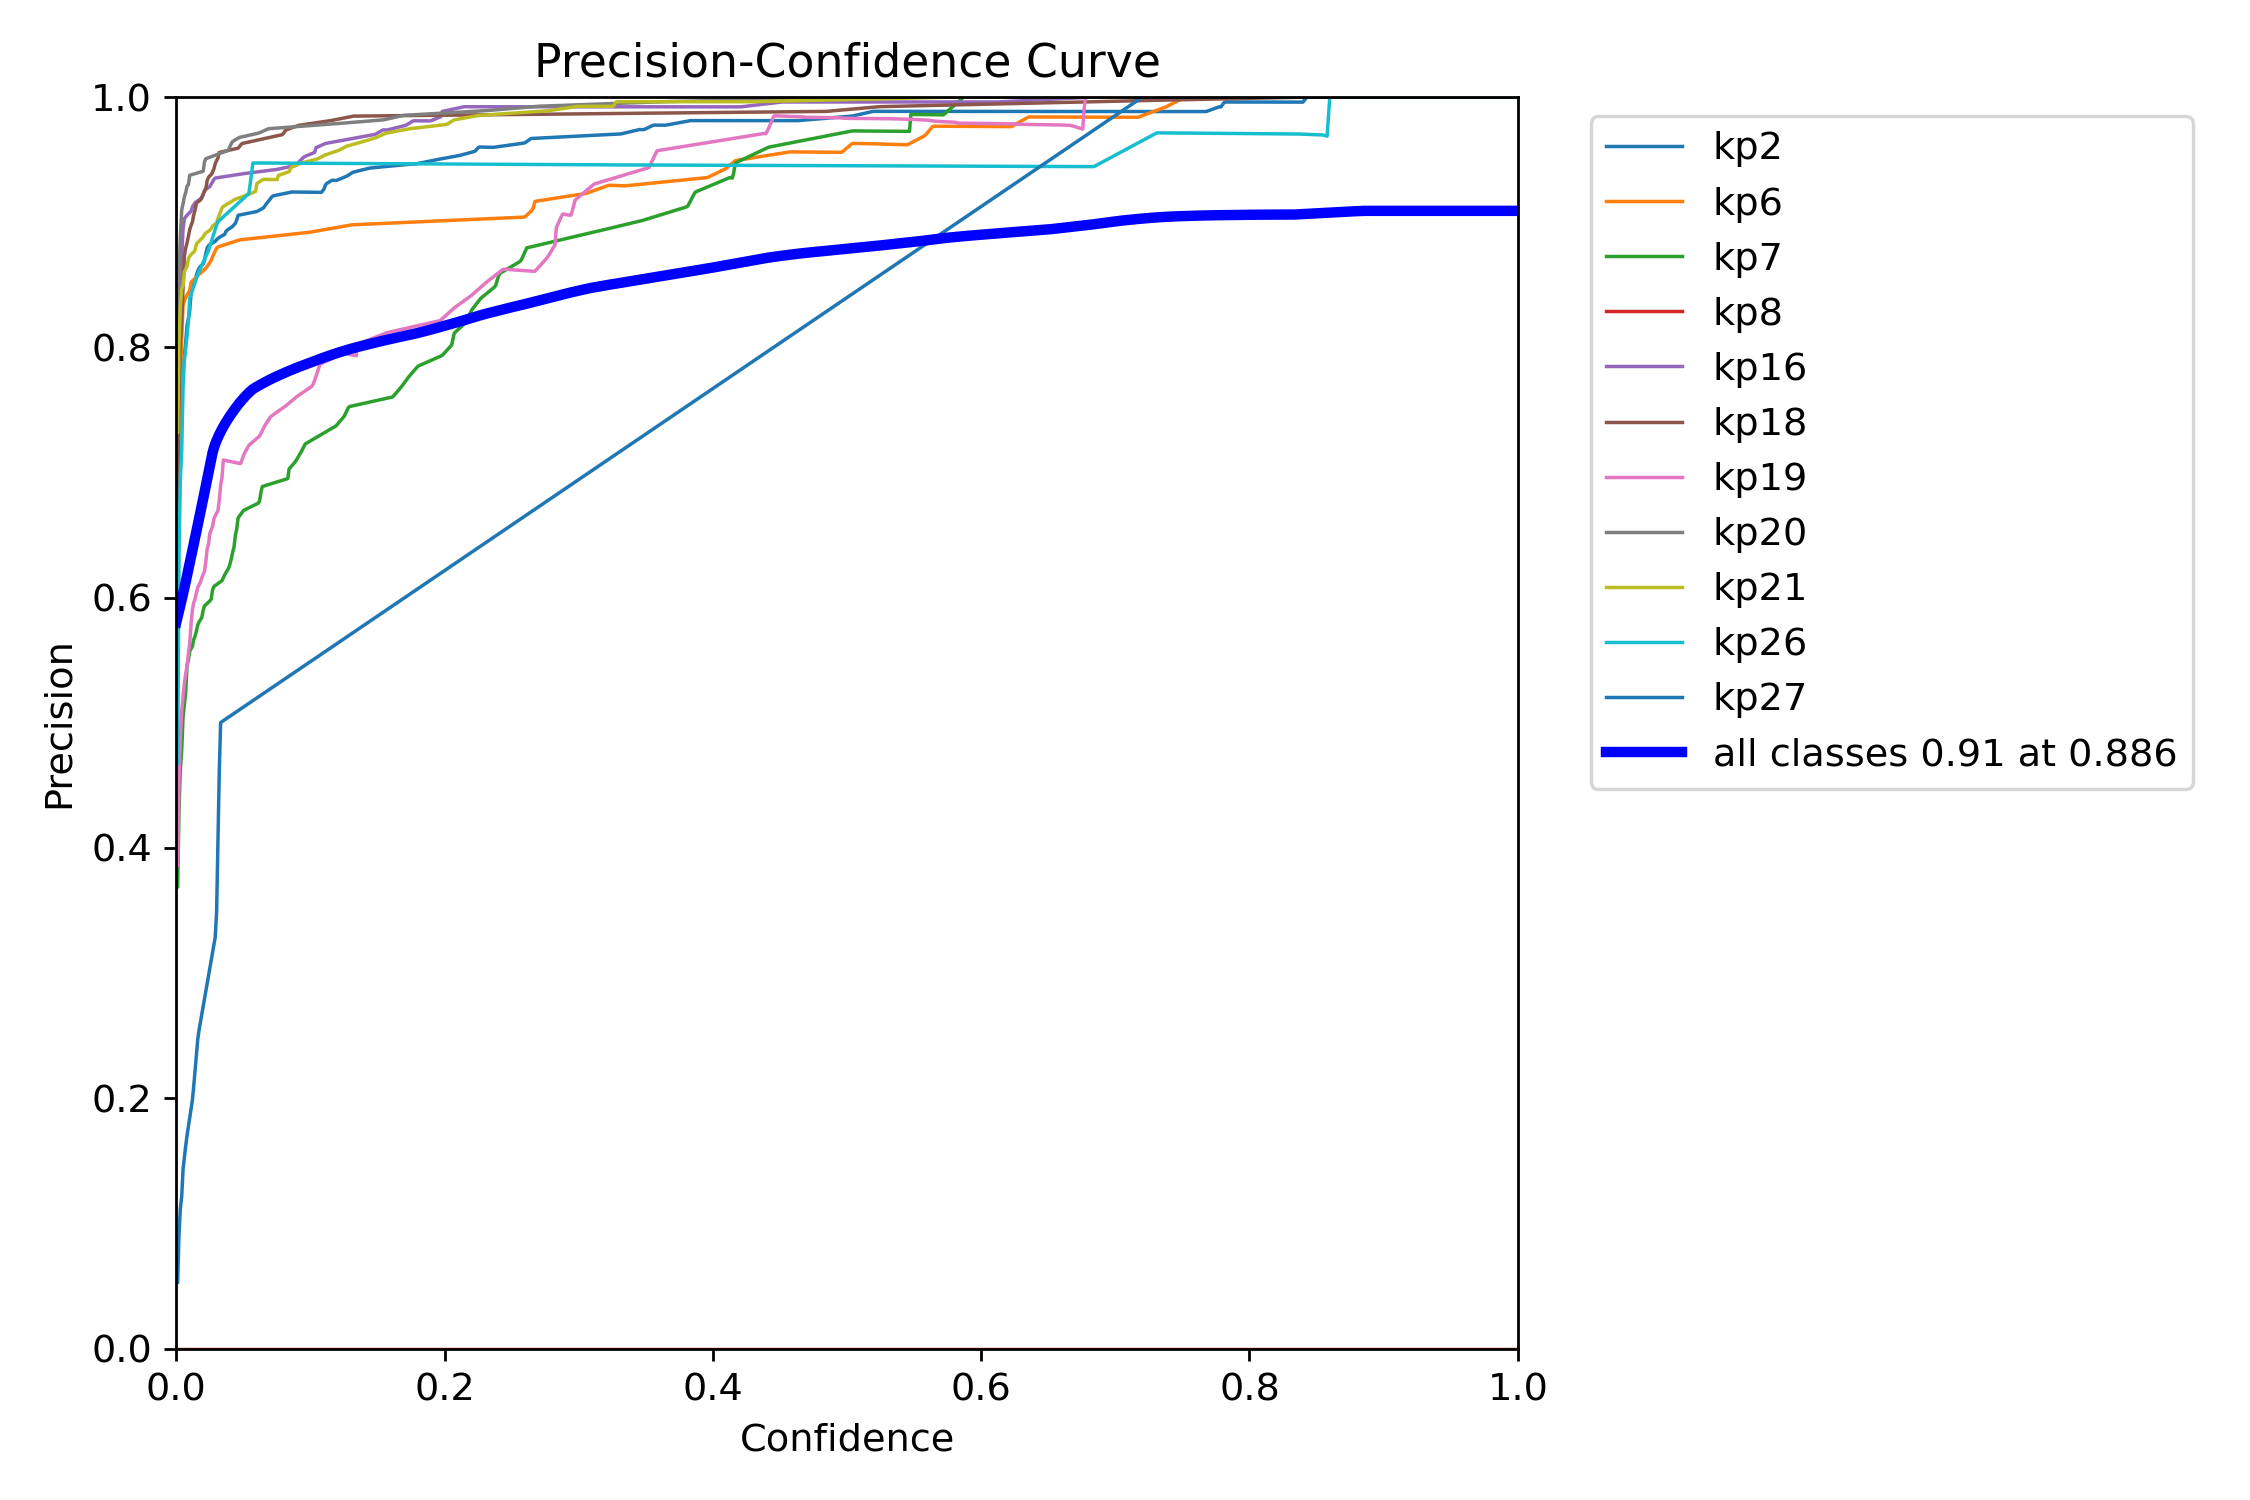 Precision-Confidence Curve
1.0
0.8
0.6
0.4
0.2
0.0
Precision
0.0 0.2 0.4 0.6 0.8 1.0
Confidence
kp2
kp6
kp7
kp8
kp16
kp18
kp19
kp20
kp21
kp26
kp27
all classes 0.91 at 0.886